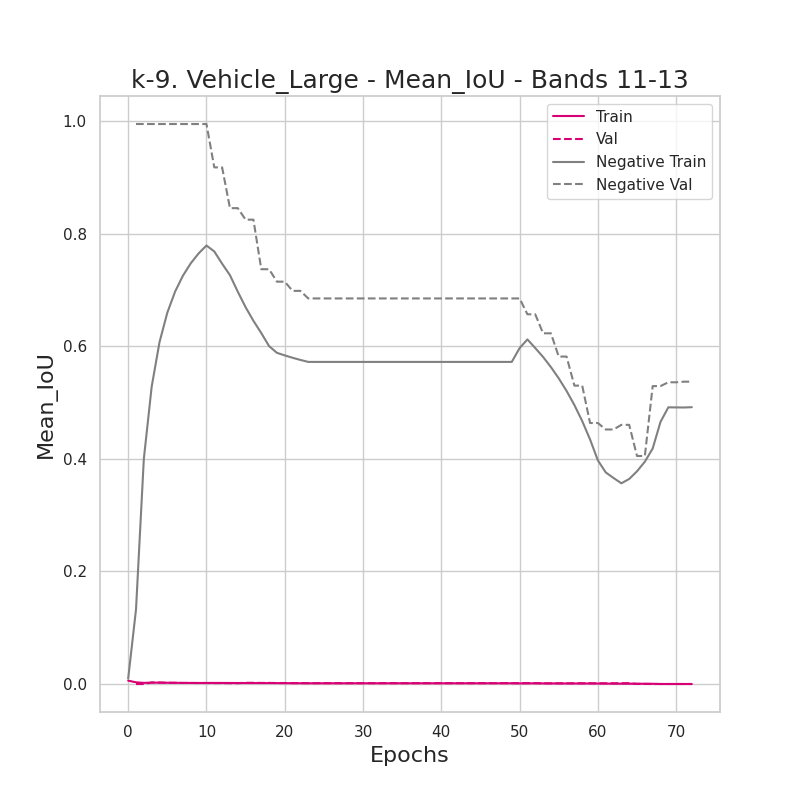 k-9. Vehicle_Large - Mean_IoU - Bands 11-13
Train
Val
Negative Train
Negative Val
1.0
0.8
0.6
0.4
0.2
0.0
Mean_IoU
0 10 20 30 40 50 60 70
Epochs